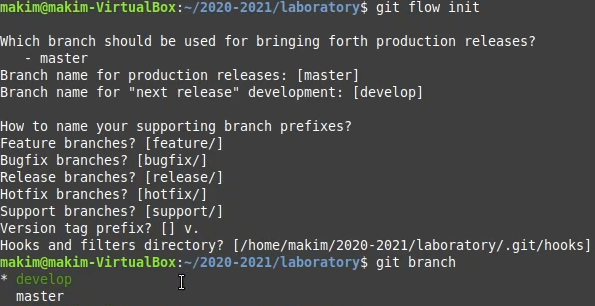 makim@makim-VirtualBox:~/2020-2021/laboratory$ git flow init
Which branch should be used for bringing forth production releases?
- master
Branch name for production releases: [master]
Branch name for "next release" development: [develop]
How to name your supporting branch prefixes?
Feature branches? [feature/]
Bugfix branches? [bugfix/]
Release branches? [release/]
Hotfix branches? [hotfix/]
Support branches? [support/]
Version tag prefix? [] v.
Hooks and filters directory? [/home/makim/2020-2021/laboratory/.git/hooks]
makim@makim-VirtualBox:~/2020-2021/laboratory$ git branch
* develop
master